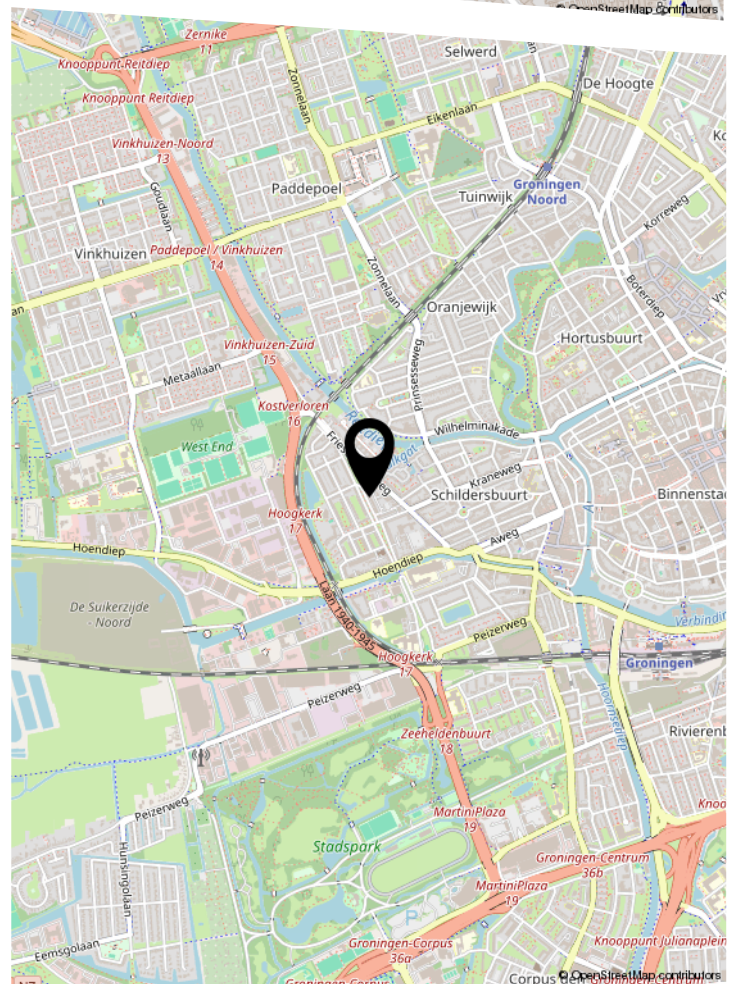 © OpenStreetMap contributors
Zernike
11
Selwerd
Knooppunt Reitdiep
De Hoogte
Zonnelaan
Knooppunt Reitdiep
Eikenlaan
Vinkhuizen-Noord
13
Paddepoel
Goudlaan
Tuinwijk
Groningen
Noord
Korreweg
Vinkhuizen
Paddepoel / Vinkhuizen
14
Zonnelaan
Boterdiep
Oranjewijk
Hortusbuurt
Vinkhuizen-Zuid
15
Prinsesseweg
Metaallaan
Kostverloren
16
Wilhelminakade
West End
Kraneweg
Schildersbuurt
Binnensta
Hoogkerk
17
Aweg
Hoendiep
Hoendiep
De Suikerzijde
- Noord
Laan 1940-1945
Peizerweg
Hoogkerk
17
Groningen
Peizerweg
Hoornsediep
Zeeheldenbuurt
18
Rivierenb
Peizerweg
MartiniPlaza
19
Stadspark
Hunsingolaan
Groningen-Centrum
36b
MartiniPlaza
19
P
Eemsgolaan
Groningen-Corpus
36a
Knooppunt Julianaplein
© OpenStreetMap contributors